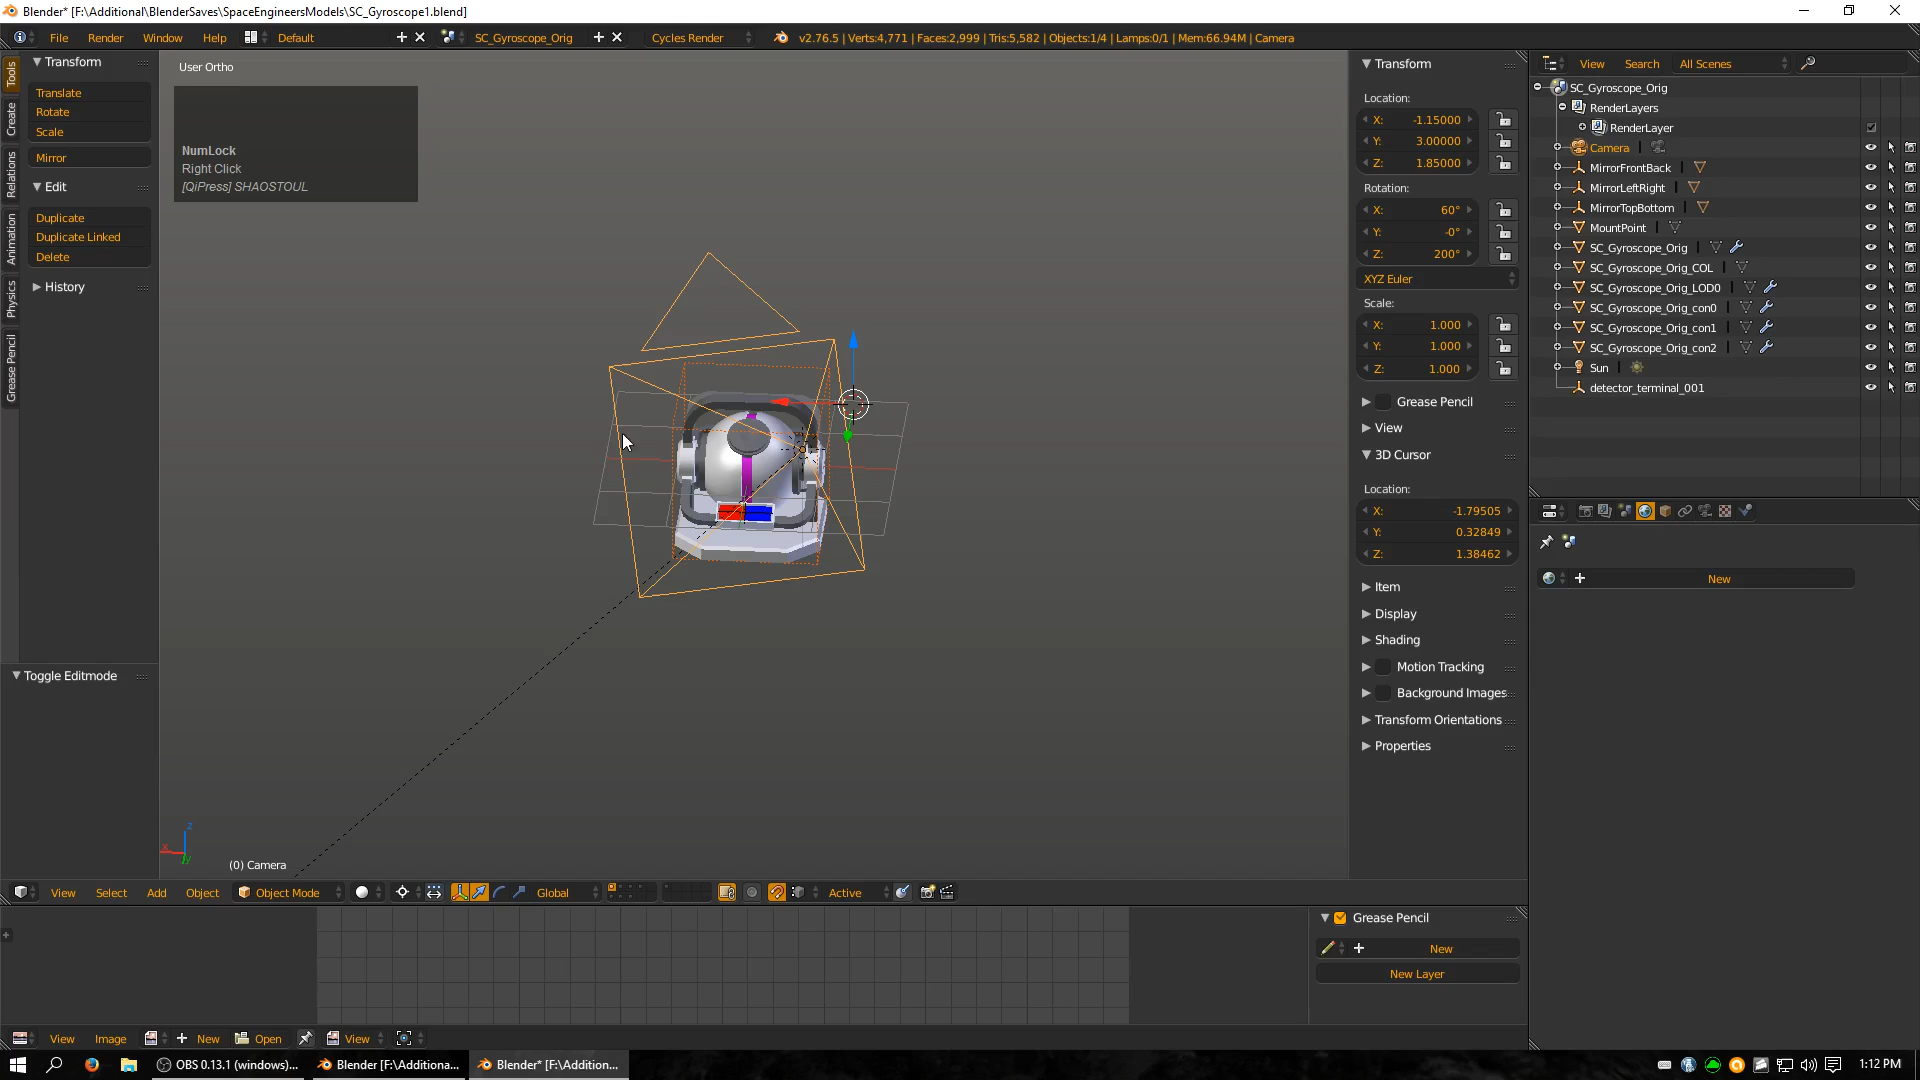 Blender* [F:\Additional\BlenderSaves\SpaceEngineersModels\SC_Gyroscope1.blend]
File Render Window Help Default SC_Gyroscope_Orig Cycles Render v2.76.5 | Verts:4,771 | Faces:2,999 | Tris:5,582 | Objects:1/4 | Lamps:0/1 | Mem:66.94M | Camera
Tools
Create
Relations
Animation
Physics
Grease Pencil
Transform
Translate
Rotate
Scale
Mirror
Edit
Duplicate
Duplicate Linked
Delete
History
Toggle Editmode
User Ortho
NumLock
Right Click
[QiPress] SHAOSTOUL
z
x
y
(0) Camera
Transform
Location:
X: -1.15000
Y: 3.00000
Z: 1.85000
Rotation:
X: 60°
Y: -0°
Z: 200°
XYZ Euler
Scale:
X: 1.000
Y: 1.000
Z: 1.000
Grease Pencil
View
3D Cursor
Location:
X: -1.79505
Y: 0.32849
Z: 1.38462
Item
Display
Shading
Motion Tracking
Background Images
Transform Orientations
Properties
View Search All Scenes
SC_Gyroscope_Orig
RenderLayers
RenderLayer
Camera
MirrorFrontBack
MirrorLeftRight
MirrorTopBottom
MountPoint
SC_Gyroscope_Orig
SC_Gyroscope_Orig_COL
SC_Gyroscope_Orig_LOD0
SC_Gyroscope_Orig_con0
SC_Gyroscope_Orig_con1
SC_Gyroscope_Orig_con2
Sun
detector_terminal_001
New
View Select Add Object Object Mode Global Active
Grease Pencil
New
New Layer
View Image New Open View
OBS 0.13.1 (windows)... Blender [F:\Additiona... Blender* [F:\Addition... 1:12 PM